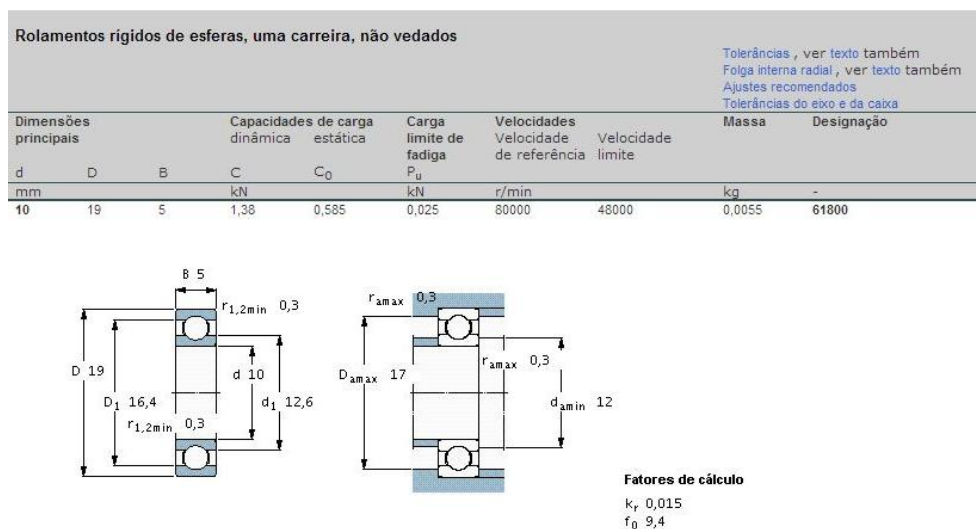 Rolamentos rígidos de esferas, uma carreira, não vedados
Tolerâncias , ver texto também
Folga interna radial , ver texto também
Ajustes recomendados
Tolerâncias do eixo e da caixa
Dimensões Capacidades de carga Carga Velocidades Massa Designação
principais dinâmica estática limite de Velocidade Velocidade
fadiga de referência limite
d D B C C0 Pu
mm kN kN r/min kg -
10 19 5 1,38 0,585 0,025 80000 48000 0,0055 61800
B 5
r1,2min 0,3
D 19
d 10
D1 16,4
d1 12,6
r1,2min 0,3
ramax 0,3
ramax 0,3
Damax 17
damin 12
Fatores de cálculo
kr 0,015
f0 9,4